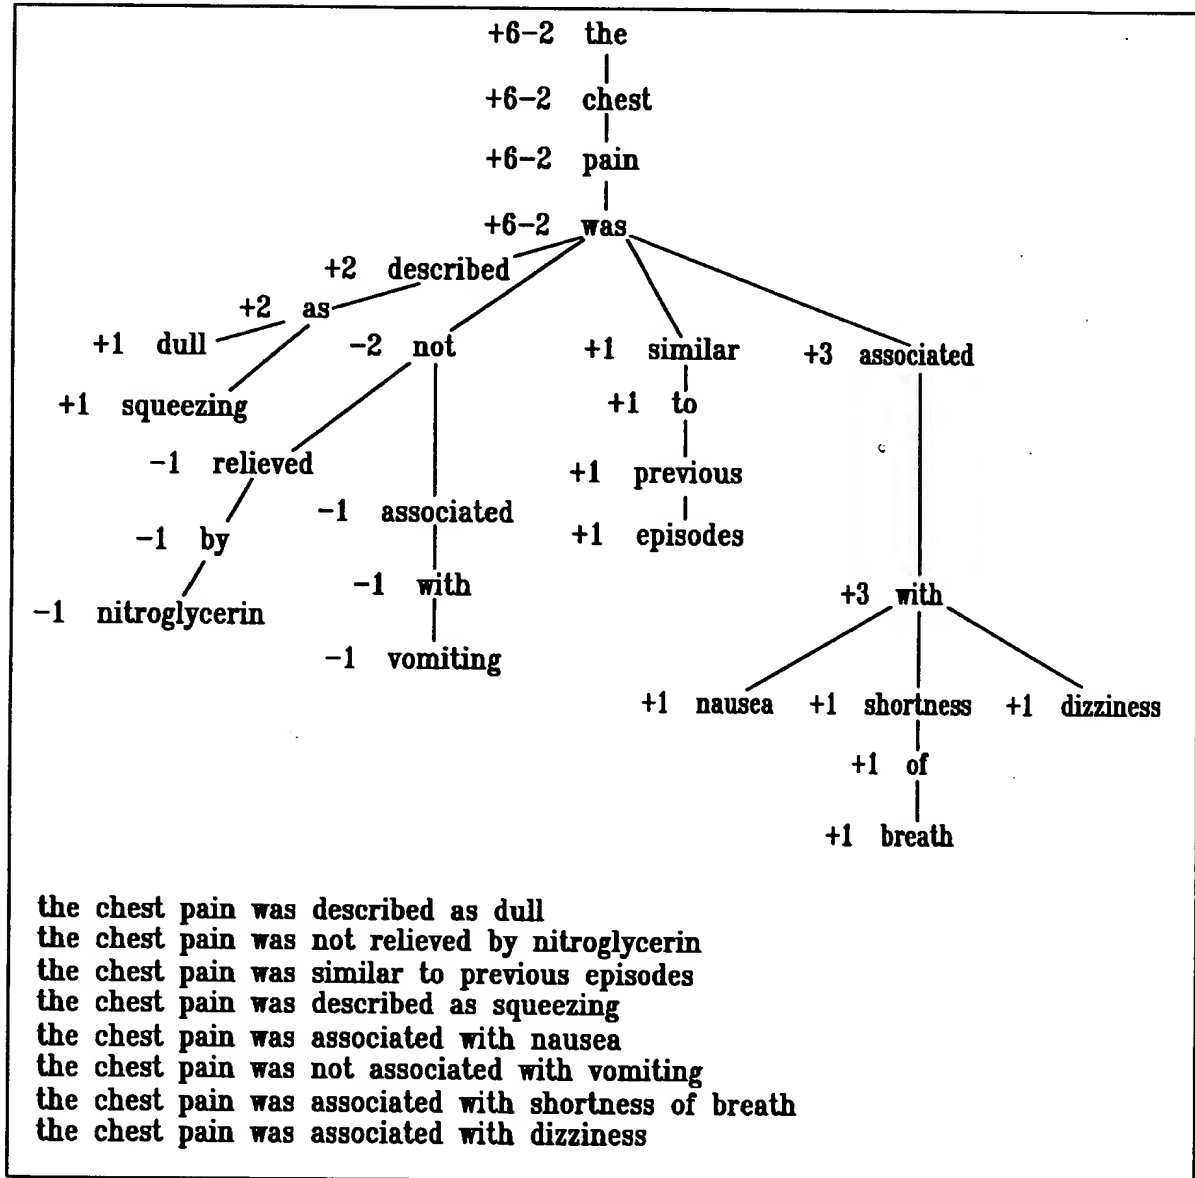 +6-2 the
+6-2 chest
+6-2 pain
+6-2 was
+2 described
+2 as
+1 dull
-2 not
+1 similar
+3 associated
+1 squeezing
+1 to
-1 relieved
+1 previous
-1 associated
-1 by
+1 episodes
-1 with
+3 with
-1 nitroglycerin
-1 vomiting
+1 nausea
+1 shortness
+1 dizziness
+1 of
+1 breath
the chest pain was described as dull
the chest pain was not relieved by nitroglycerin
the chest pain was similar to previous episodes
the chest pain was described as squeezing
the chest pain was associated with nausea
the chest pain was not associated with vomiting
the chest pain was associated with shortness of breath
the chest pain was associated with dizziness